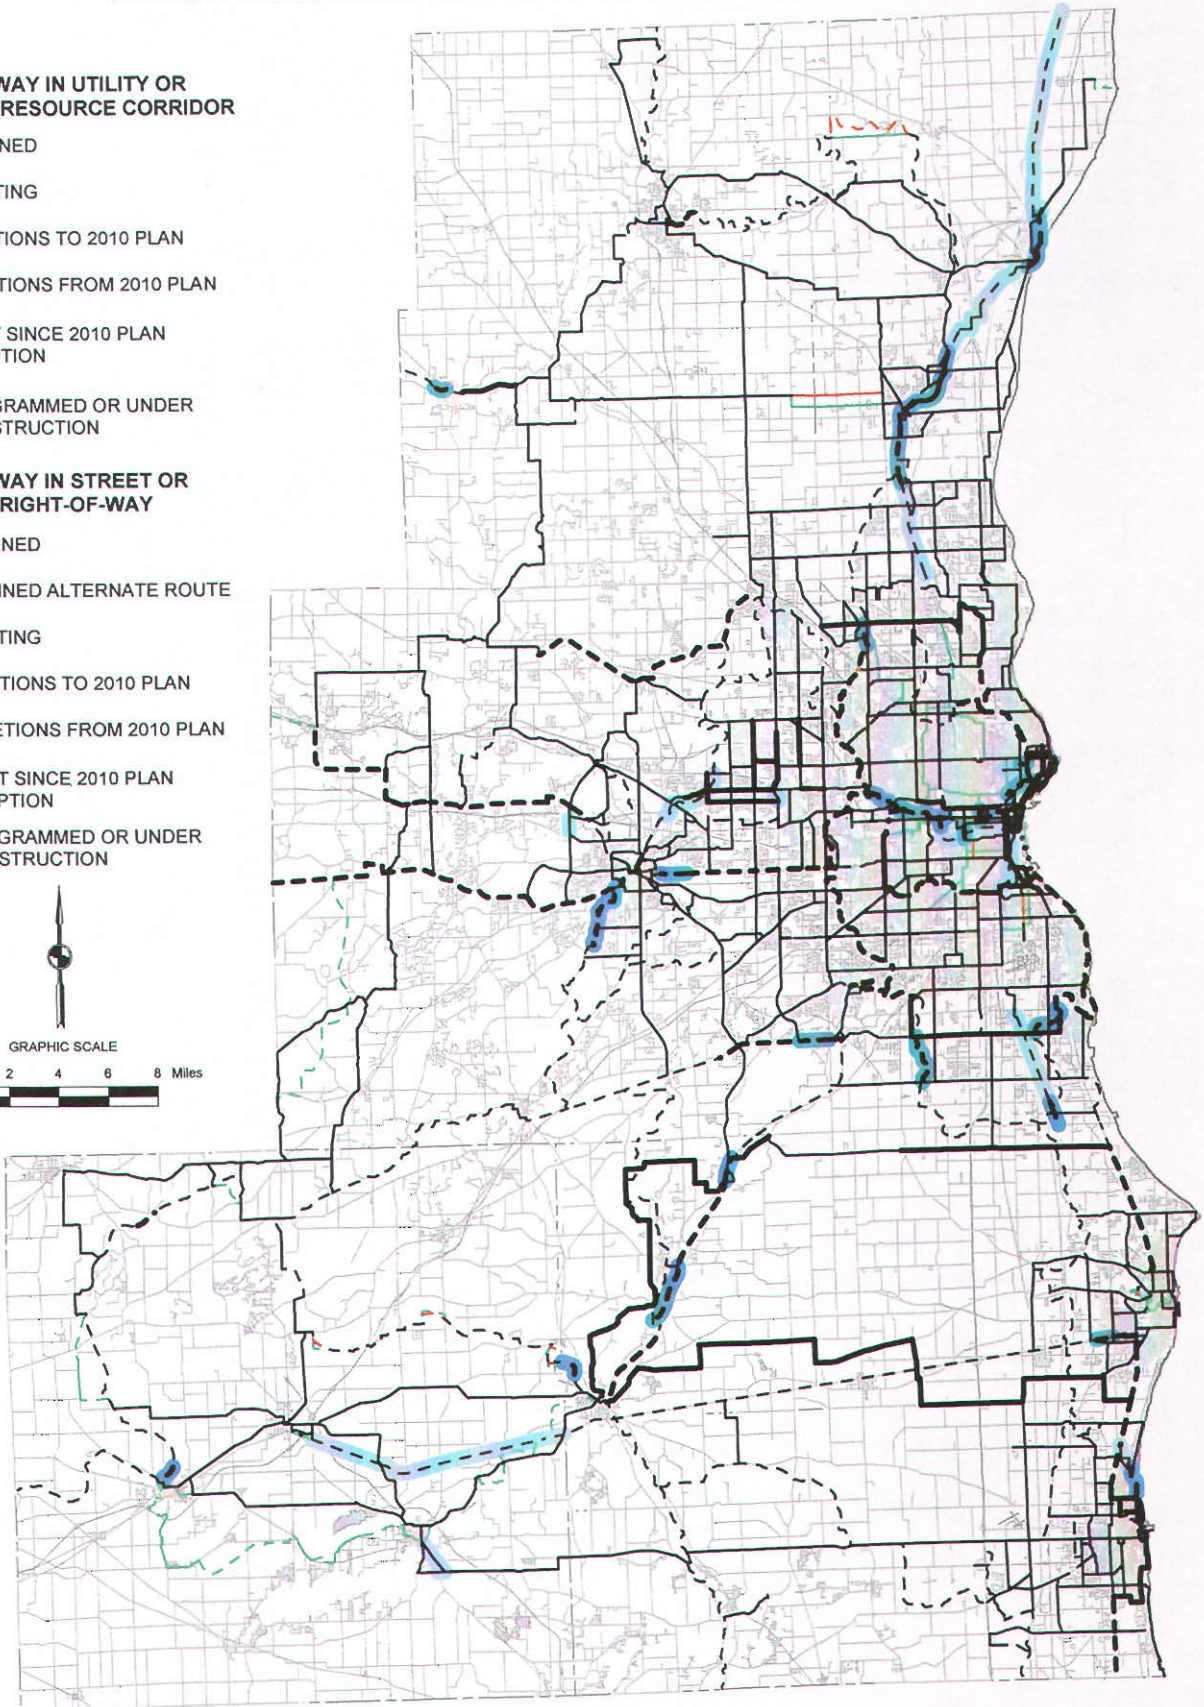 WAY IN UTILITY OR
RESOURCE CORRIDOR
NED
TING
TIONS TO 2010 PLAN
TIONS FROM 2010 PLAN
T SINCE 2010 PLAN
PTION
GRAMMED OR UNDER
STRUCTION
WAY IN STREET OR
RIGHT-OF-WAY
NED
NED ALTERNATE ROUTE
TING
TIONS TO 2010 PLAN
ETIONS FROM 2010 PLAN
T SINCE 2010 PLAN
PTION
GRAMMED OR UNDER
STRUCTION
GRAPHIC SCALE
2 4 6 8 Miles